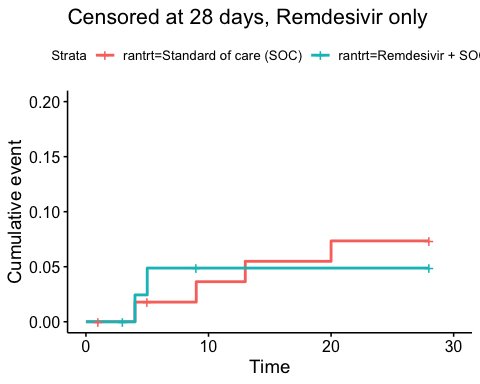 Censored at 28 days, Remdesivir only
Strata rantrt=Standard of care (SOC) rantrt=Remdesivir + SO
Cumulative event
0.20
0.15
0.10
0.05
0.00
0 10 20 30
Time